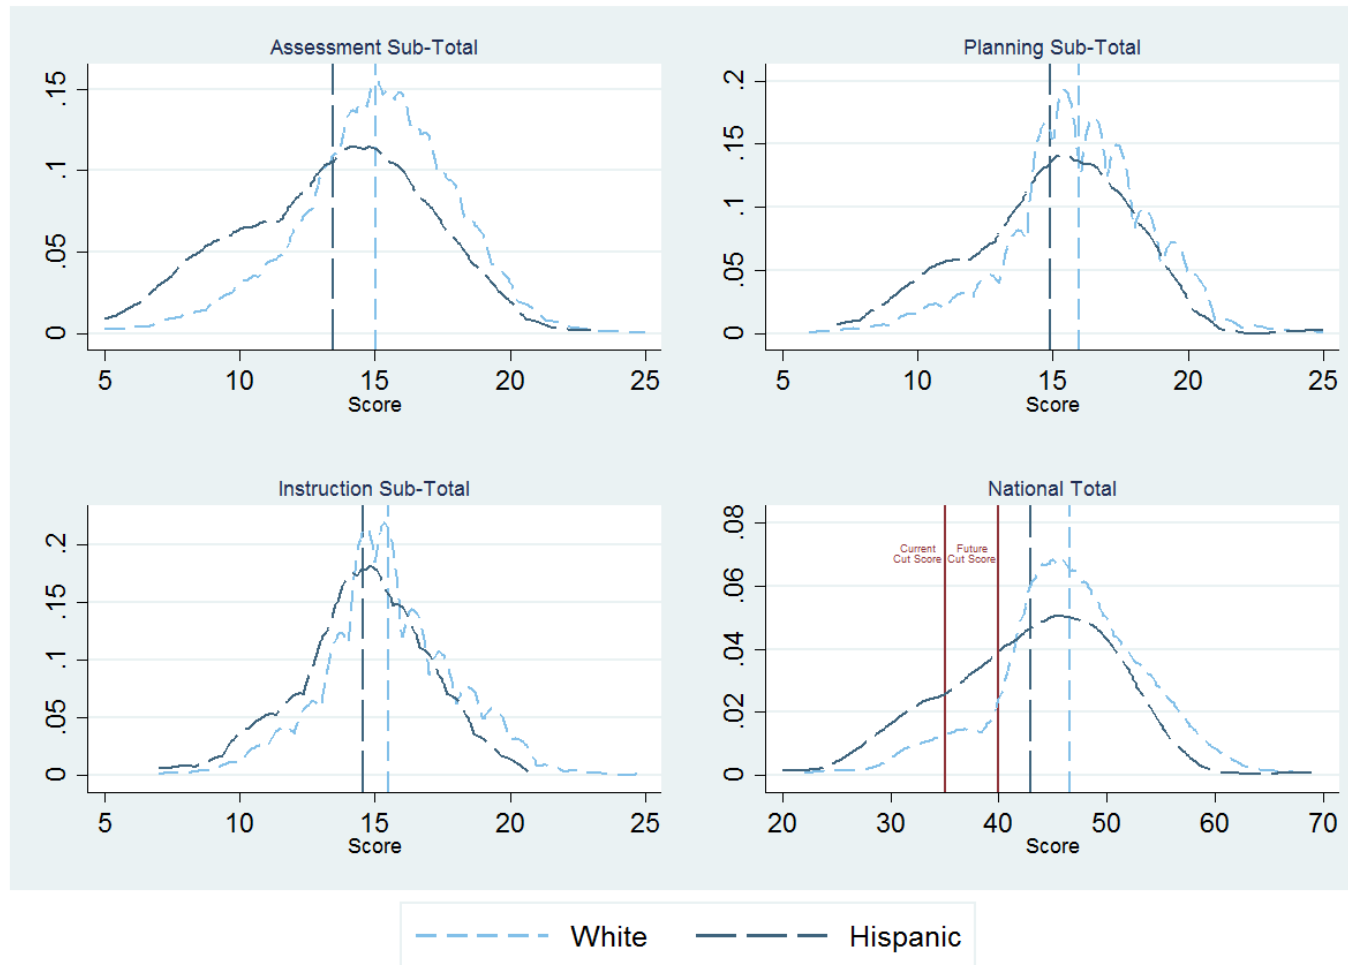 Assessment Sub-Total
.15
.1
.05
0
5 10 15 20 25
Score
Planning Sub-Total
.2
.15
.1
.05
0
5 10 15 20 25
Score
Instruction Sub-Total
.2
.15
.1
.05
0
5 10 15 20 25
Score
National Total
.08
.06
.04
.02
0
Current Future
Cut Score Cut Score
20 30 40 50 60 70
Score
White Hispanic